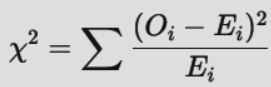 χ² = ∑ (Oᵢ − Eᵢ)² / Eᵢ